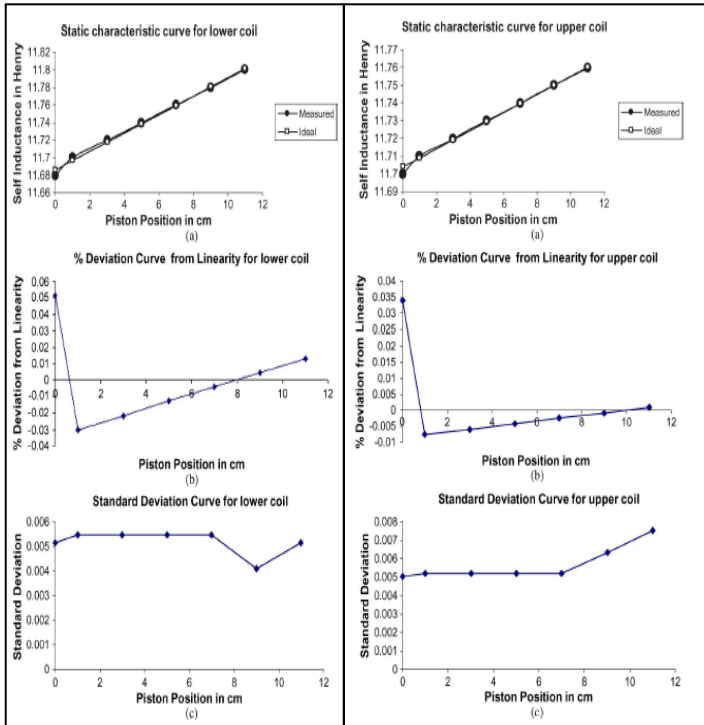 Static characteristic curve for lower coil
Self Inductance in Henry
11.82
11.8
11.78
11.76
11.74
11.72
11.7
11.68
11.66
0 2 4 6 8 10 12
Measured
Ideal
Piston Position in cm
(a)
% Deviation Curve from Linearity for lower coil
% Deviation from Linearity
0.06
0.05
0.04
0.03
0.02
0.01
0
-0.01
-0.02
-0.03
-0.04
0 2 4 6 8 10 12
Piston Position in cm
(b)
Standard Deviation Curve for lower coil
Standard Deviation
0.006
0.005
0.004
0.003
0.002
0.001
0
0 2 4 6 8 10 12
Piston Position in cm
(c)
Static characteristic curve for upper coil
Self Inductance in Henry
11.77
11.76
11.75
11.74
11.73
11.72
11.71
11.7
11.69
0 2 4 6 8 10 12
Measured
Ideal
Piston Position in cm
(a)
% Deviation Curve from Linearity for upper coil
% Deviation from Linearity
0.04
0.035
0.03
0.025
0.02
0.015
0.01
0.005
0
-0.005
-0.01
0 2 4 6 8 10 12
Piston Position in cm
(b)
Standard Deviation Curve for upper coil
Standard Deviation
0.008
0.007
0.006
0.005
0.004
0.003
0.002
0.001
0
0 2 4 6 8 10 12
Piston Position in cm
(c)